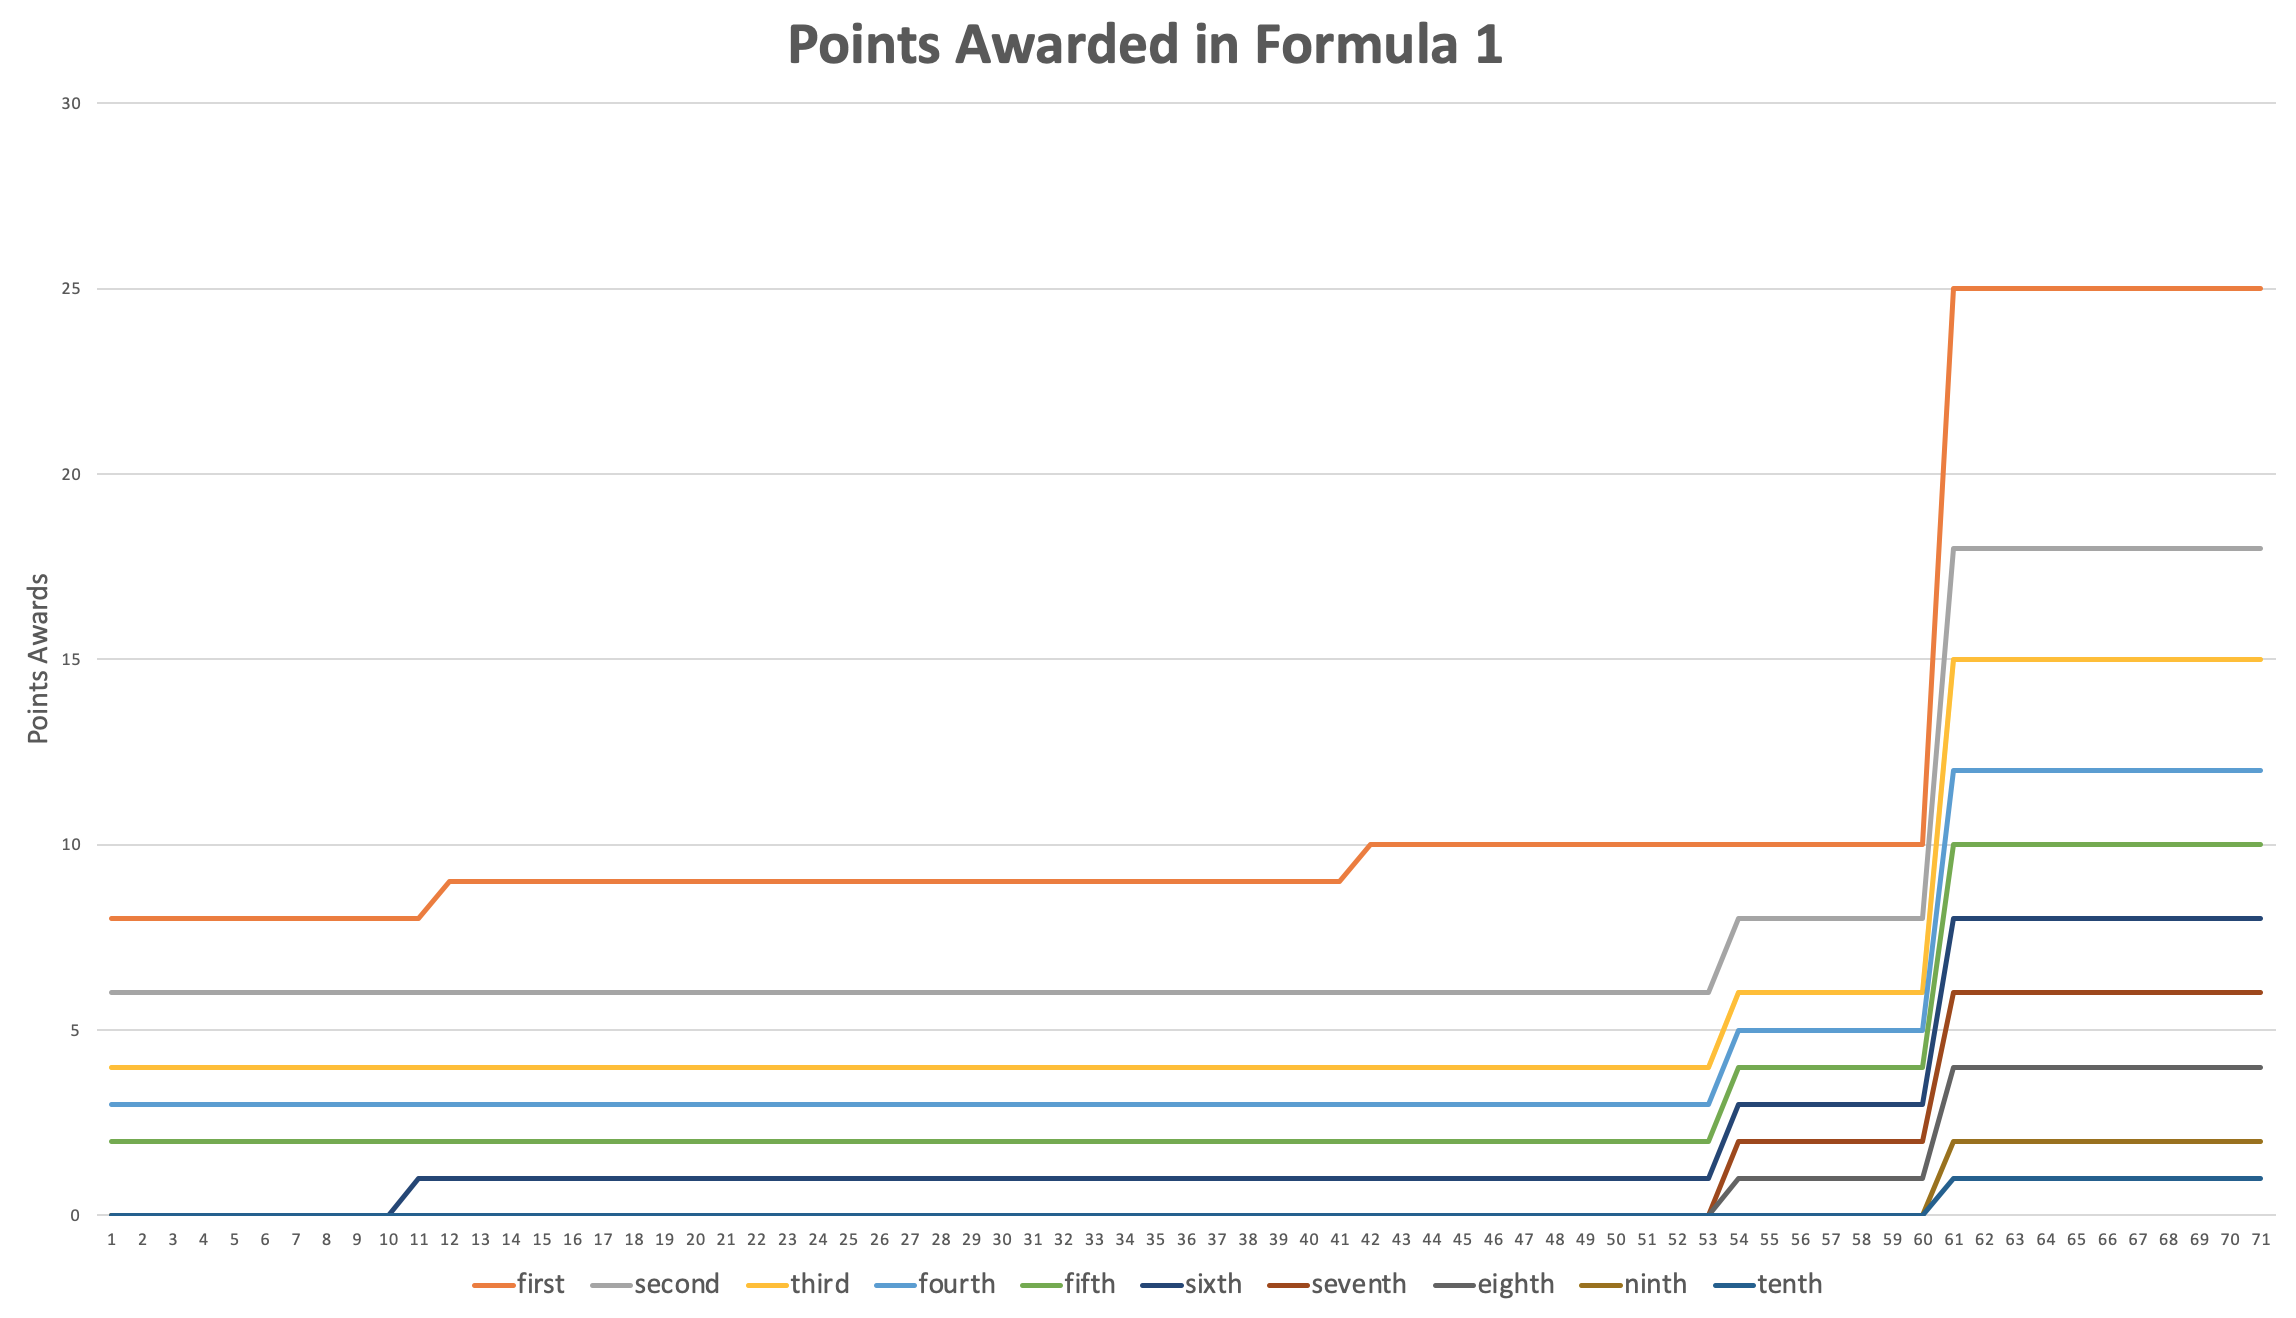 Points Awarded in Formula 1
30
25
20
15
10
5
0
Points Awards
1 2 3 4 5 6 7 8 9 10 11 12 13 14 15 16 17 18 19 20 21 22 23 24 25 26 27 28 29 30 31 32 33 34 35 36 37 38 39 40 41 42 43 44 45 46 47 48 49 50 51 52 53 54 55 56 57 58 59 60 61 62 63 64 65 66 67 68 69 70 71
first second third fourth fifth sixth seventh eighth ninth tenth